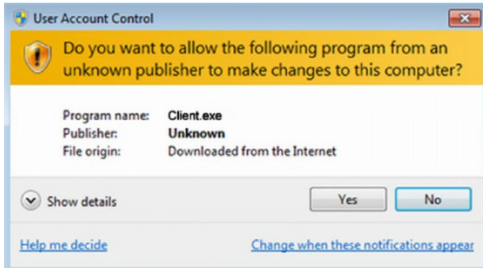 User Account Control
Do you want to allow the following program from an
unknown publisher to make changes to this computer?
Program name: Client.exe
Publisher: Unknown
File origin: Downloaded from the Internet
Show details Yes No
Help me decide Change when these notifications appear